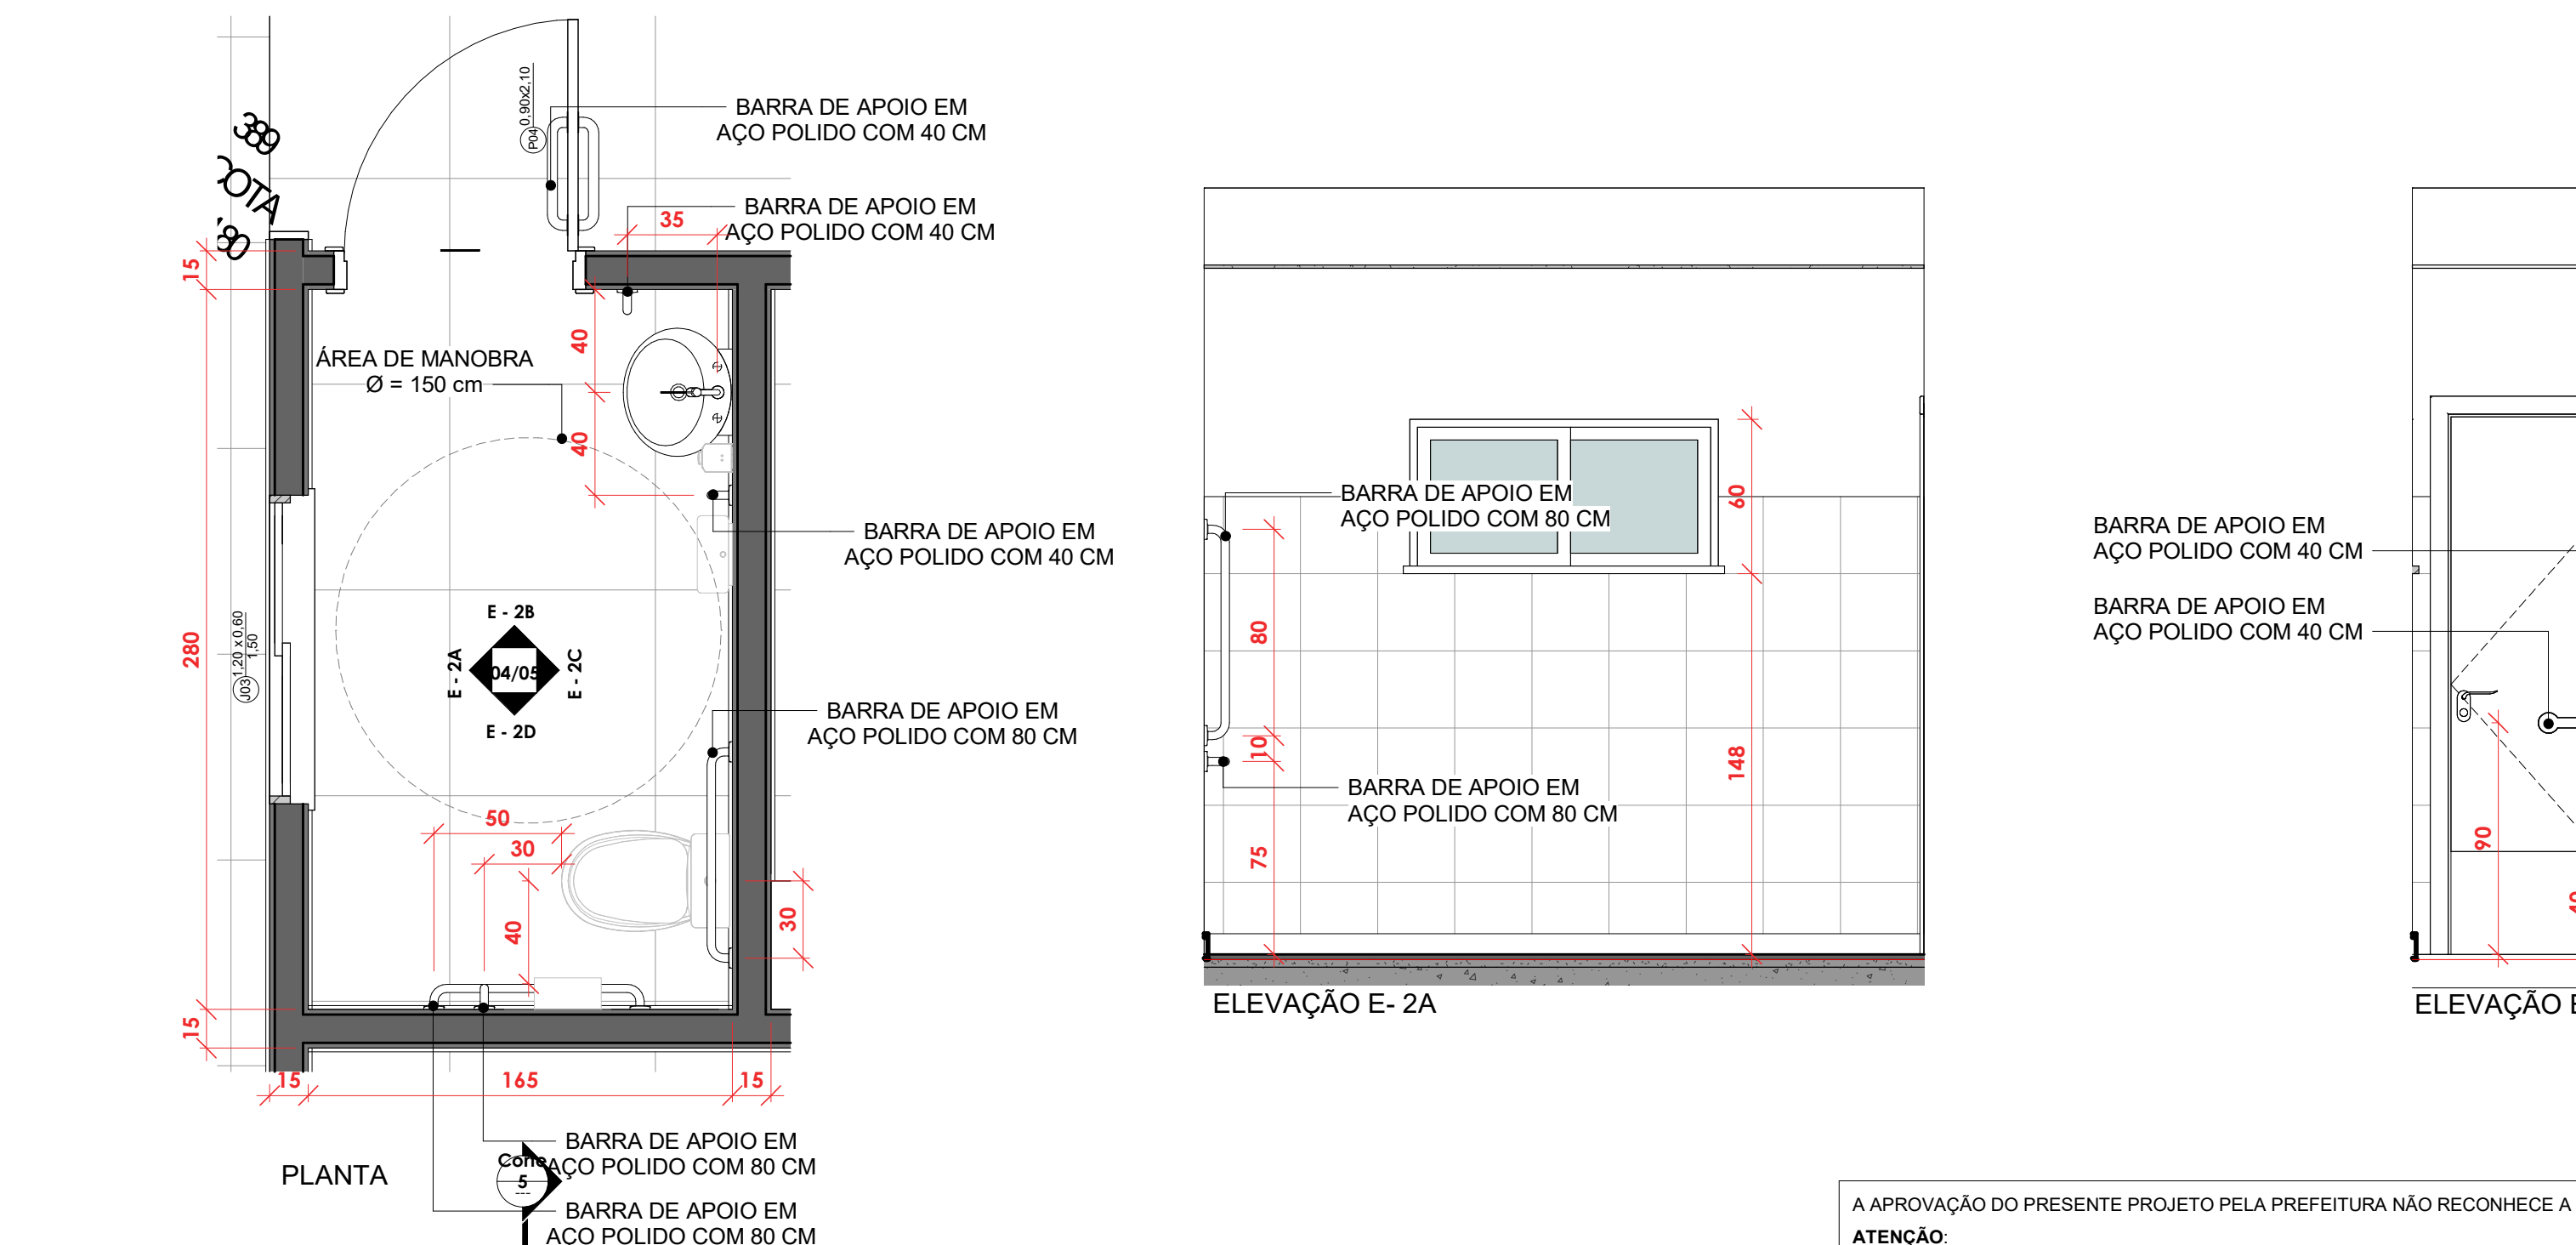 389
COTA
P04
0,90x2,10
BARRA DE APOIO EM
AÇO POLIDO COM 40 CM
BARRA DE APOIO EM
AÇO POLIDO COM 40 CM
35
15
40
ÁREA DE MANOBRA
Ø = 150 cm
40
BARRA DE APOIO EM
AÇO POLIDO COM 40 CM
280
J03
1,20 x 0,60
1,50
E - 2B
E - 2A
04/05
E - 2C
E - 2D
BARRA DE APOIO EM
AÇO POLIDO COM 80 CM
50
30
40
30
15
15
165
15
PLANTA
BARRA DE APOIO EM
AÇO POLIDO COM 80 CM
5
---
BARRA DE APOIO EM
AÇO POLIDO COM 80 CM
BARRA DE APOIO EM
AÇO POLIDO COM 80 CM
60
80
10
148
BARRA DE APOIO EM
AÇO POLIDO COM 80 CM
75
ELEVAÇÃO E- 2A
BARRA DE APOIO EM
AÇO POLIDO COM 40 CM
BARRA DE APOIO EM
AÇO POLIDO COM 40 CM
90
40
ELEVAÇÃO E
A APROVAÇÃO DO PRESENTE PROJETO PELA PREFEITURA NÃO RECONHECE A
ATENÇÃO: